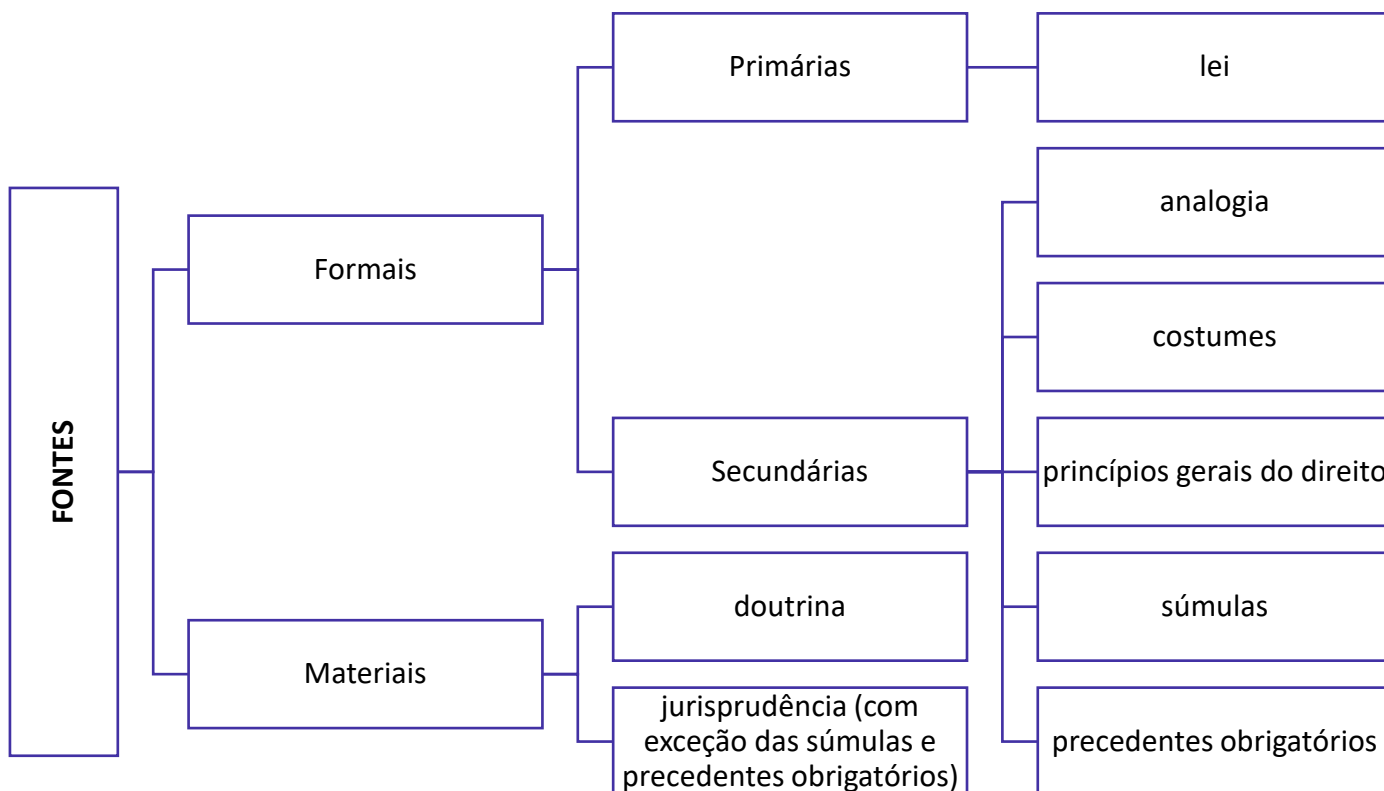 FONTES
Formais
Primárias
lei
Secundárias
analogia
costumes
princípios gerais do direito
súmulas
precedentes obrigatórios
Materiais
doutrina
jurisprudência (com
exceção das súmulas e
precedentes obrigatórios)